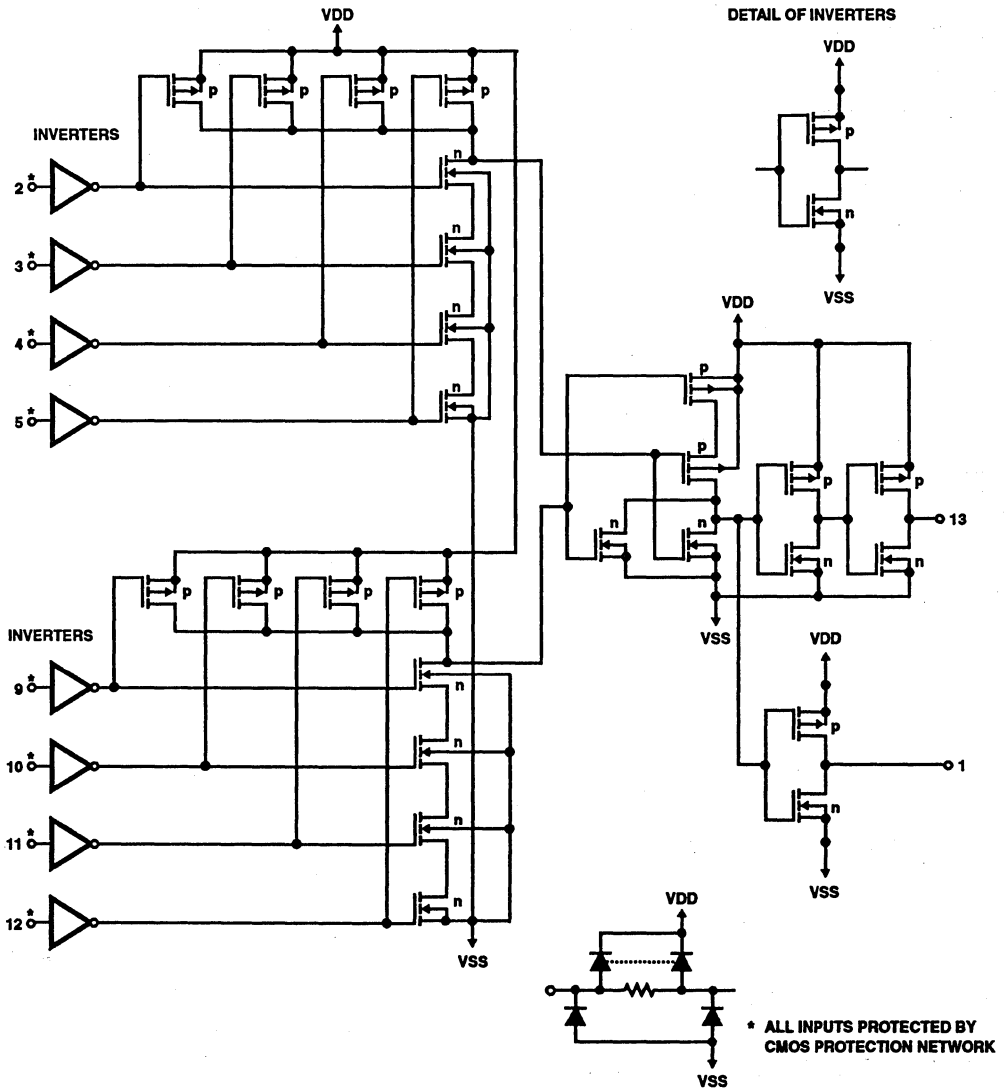 VDD
DETAIL OF INVERTERS
VDD
p
p
p
p
p
INVERTERS
n
2 *
n
n
3 *
VSS
n
VDD
4 *
p
n
5 *
p
p
p
n
n
13
n
n
p
p
p
p
INVERTERS
VSS
VDD
9 *
n
p
n
10 *
1
n
n
11 *
VSS
n
VDD
12 *
VSS
* ALL INPUTS PROTECTED BY
CMOS PROTECTION NETWORK
VSS